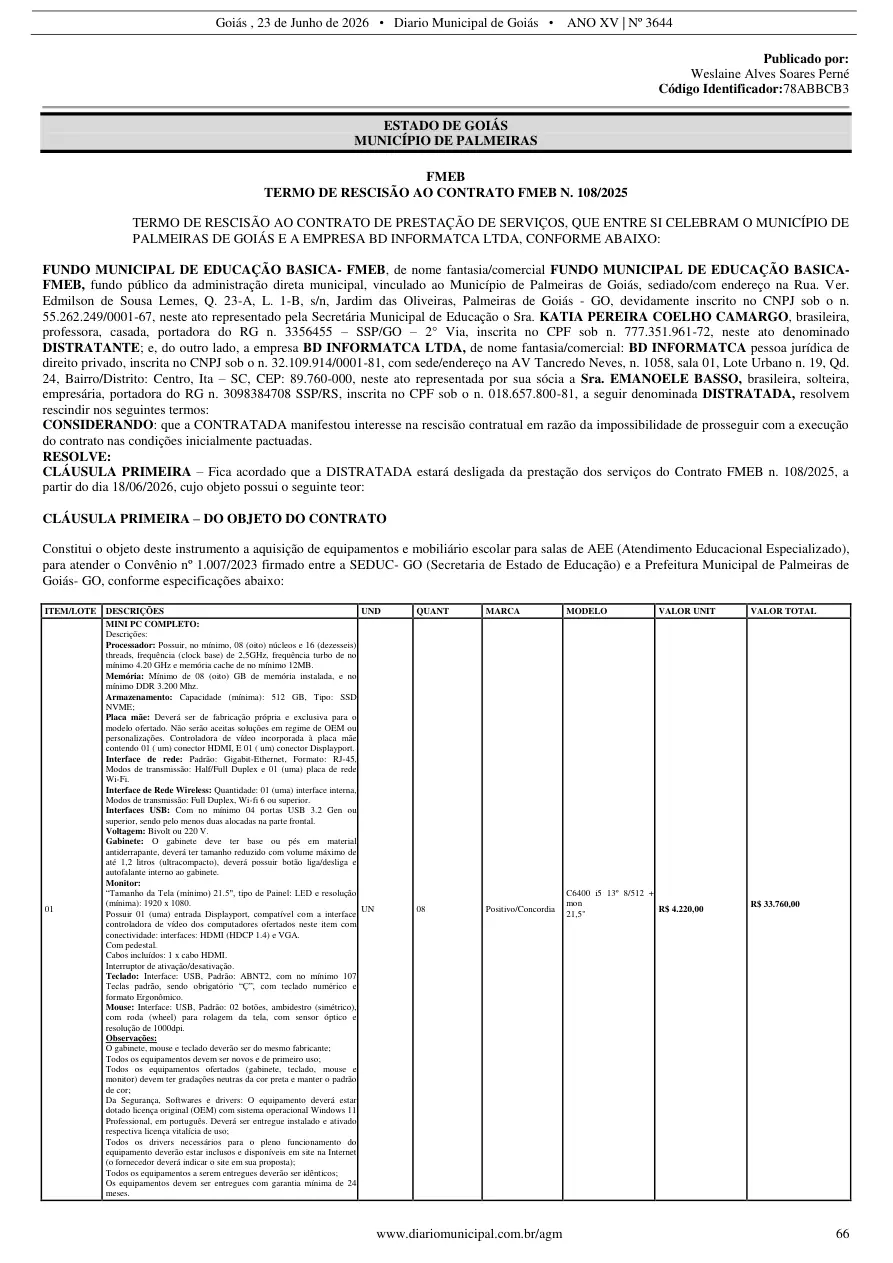 Goiás , 23 de Junho de 2026 • Diario Municipal de Goiás • ANO XV | Nº 3644
Publicado por:
Weslaine Alves Soares Perné
Código Identificador:78ABBCB3
ESTADO DE GOIÁS
MUNICÍPIO DE PALMEIRAS
FMEB
TERMO DE RESCISÃO AO CONTRATO FMEB N. 108/2025
TERMO DE RESCISÃO AO CONTRATO DE PRESTAÇÃO DE SERVIÇOS, QUE ENTRE SI CELEBRAM O MUNICÍPIO DE
PALMEIRAS DE GOIÁS E A EMPRESA BD INFORMATCA LTDA, CONFORME ABAIXO:
FUNDO MUNICIPAL DE EDUCAÇÃO BASICA- FMEB, de nome fantasia/comercial FUNDO MUNICIPAL DE EDUCAÇÃO BASICA-
FMEB, fundo público da administração direta municipal, vinculado ao Município de Palmeiras de Goiás, sediado/com endereço na Rua. Ver.
Edmilson de Sousa Lemes, Q. 23-A, L. 1-B, s/n, Jardim das Oliveiras, Palmeiras de Goiás - GO, devidamente inscrito no CNPJ sob o n.
55.262.249/0001-67, neste ato representado pela Secretária Municipal de Educação o Sra. KATIA PEREIRA COELHO CAMARGO, brasileira,
professora, casada, portadora do RG n. 3356455 – SSP/GO – 2° Via, inscrita no CPF sob n. 777.351.961-72, neste ato denominado
DISTRATANTE; e, do outro lado, a empresa BD INFORMATCA LTDA, de nome fantasia/comercial: BD INFORMATCA pessoa jurídica de
direito privado, inscrita no CNPJ sob o n. 32.109.914/0001-81, com sede/endereço na AV Tancredo Neves, n. 1058, sala 01, Lote Urbano n. 19, Qd.
24, Bairro/Distrito: Centro, Ita – SC, CEP: 89.760-000, neste ato representada por sua sócia a Sra. EMANOELE BASSO, brasileira, solteira,
empresária, portadora do RG n. 3098384708 SSP/RS, inscrita no CPF sob o n. 018.657.800-81, a seguir denominada DISTRATADA, resolvem
rescindir nos seguintes termos:
CONSIDERANDO: que a CONTRATADA manifestou interesse na rescisão contratual em razão da impossibilidade de prosseguir com a execução
do contrato nas condições inicialmente pactuadas.
RESOLVE:
CLÁUSULA PRIMEIRA – Fica acordado que a DISTRATADA estará desligada da prestação dos serviços do Contrato FMEB n. 108/2025, a
partir do dia 18/06/2026, cujo objeto possui o seguinte teor:
CLÁUSULA PRIMEIRA – DO OBJETO DO CONTRATO
Constitui o objeto deste instrumento a aquisição de equipamentos e mobiliário escolar para salas de AEE (Atendimento Educacional Especializado),
para atender o Convênio nº 1.007/2023 firmado entre a SEDUC- GO (Secretaria de Estado de Educação) e a Prefeitura Municipal de Palmeiras de
Goiás- GO, conforme especificações abaixo:
ITEM/LOTE DESCRIÇÕES UND QUANT MARCA MODELO VALOR UNIT VALOR TOTAL
MINI PC COMPLETO:
Descrições:
Processador: Possuir, no mínimo, 08 (oito) núcleos e 16 (dezesseis)
threads, frequência (clock base) de 2,5GHz, frequência turbo de no
mínimo 4.20 GHz e memória cache de no mínimo 12MB.
Memória: Mínimo de 08 (oito) GB de memória instalada, e no
mínimo DDR 3.200 Mhz.
Armazenamento: Capacidade (mínima): 512 GB, Tipo: SSD
NVME;
Placa mãe: Deverá ser de fabricação própria e exclusiva para o
modelo ofertado. Não serão aceitas soluções em regime de OEM ou
personalizações. Controladora de vídeo incorporada à placa mãe
contendo 01 ( um) conector HDMI, E 01 ( um) conector Displayport.
Interface de rede: Padrão: Gigabit-Ethernet, Formato: RJ-45,
Modos de transmissão: Half/Full Duplex e 01 (uma) placa de rede
Wi-Fi.
Interface de Rede Wireless: Quantidade: 01 (uma) interface interna,
Modos de transmissão: Full Duplex, Wi-fi 6 ou superior.
Interfaces USB: Com no mínimo 04 portas USB 3.2 Gen ou
superior, sendo pelo menos duas alocadas na parte frontal.
Voltagem: Bivolt ou 220 V.
Gabinete: O gabinete deve ter base ou pés em material
antiderrapante, deverá ter tamanho reduzido com volume máximo de
até 1,2 litros (ultracompacto), deverá possuir botão liga/desliga e
autofalante interno ao gabinete.
Monitor:
“Tamanho da Tela (mínimo) 21.5", tipo de Painel: LED e resolução
(mínima): 1920 x 1080.
Possuir 01 (uma) entrada Displayport, compatível com a interface
controladora de vídeo dos computadores ofertados neste item com
conectividade: interfaces: HDMI (HDCP 1.4) e VGA.
Com pedestal.
Cabos incluídos: 1 x cabo HDMI.
Interruptor de ativação/desativação.
Teclado: Interface: USB, Padrão: ABNT2, com no mínimo 107
Teclas padrão, sendo obrigatório “Ç”, com teclado numérico e
formato Ergonômico.
Mouse: Interface: USB, Padrão: 02 botões, ambidestro (simétrico),
com roda (wheel) para rolagem da tela, com sensor óptico e
resolução de 1000dpi.
Observações:
O gabinete, mouse e teclado deverão ser do mesmo fabricante;
Todos os equipamentos devem ser novos e de primeiro uso;
Todos os equipamentos ofertados (gabinete, teclado, mouse e
monitor) devem ter gradações neutras da cor preta e manter o padrão
de cor;
Da Segurança, Softwares e drivers: O equipamento deverá estar
dotado licença original (OEM) com sistema operacional Windows 11
Professional, em português. Deverá ser entregue instalado e ativado
respectiva licença vitalícia de uso;
Todos os drivers necessários para o pleno funcionamento do
equipamento deverão estar inclusos e disponíveis em site na Internet
(o fornecedor deverá indicar o site em sua proposta);
Todos os equipamentos a serem entregues deverão ser idênticos;
Os equipamentos devem ser entregues com garantia mínima de 24
meses.
01
UN
08
Positivo/Concordia
C6400 i5 13º 8/512 +
mon
21,5"
R$ 4.220,00
R$ 33.760,00
www.diariomunicipal.com.br/agm 66